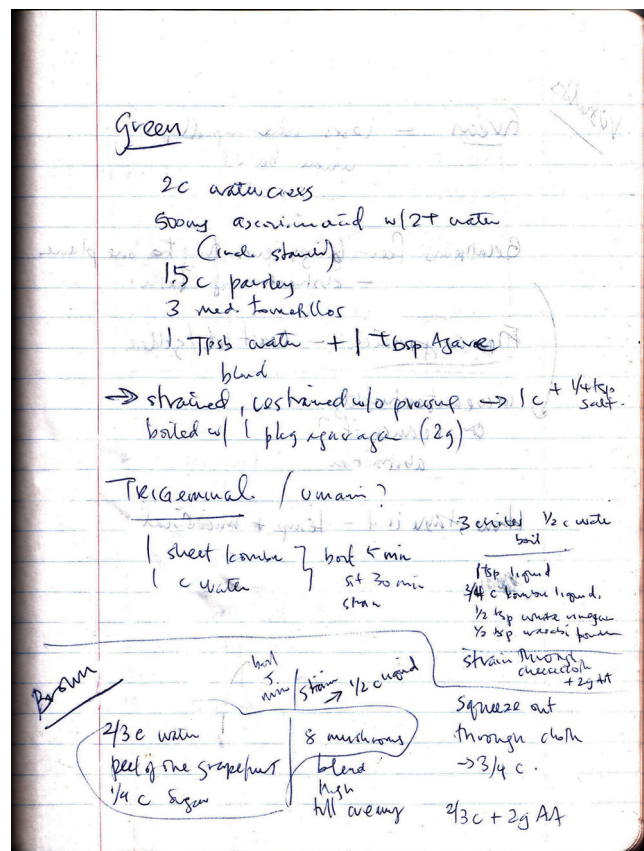 Green
2c watercress
500mg ascorbic acid w/ 2T water
1.5 c parsley
3 med. tomatillos
1 Tpsb water + 1 Tbsp Agave
blend
→ strained, restrained w/o pressing → 1 c + 1/4 tsp salt.
boiled w/ 1 pkg agar agar (2g)
TRIGEMINAL / umami?
1 sheet kombu
1 c water
boil 5 min
sit 30 min
strain
3 chiles 1/2 c water
boil
1 tsp liquid
3/4 c kombu liquid.
1/2 tsp white vinegar
1/2 tsp wasabi powder
strain through
cheesecloth
+ 2g AA
Brown
2/3 c water
peel of one grapefruit
1/4 c sugar
boil
5
min / strain
→ 1/2 c liquid
8 mushrooms
blend
high
till creamy
Squeeze out
through cloth
→ 3/4 c.
2/3 c + 2g AA